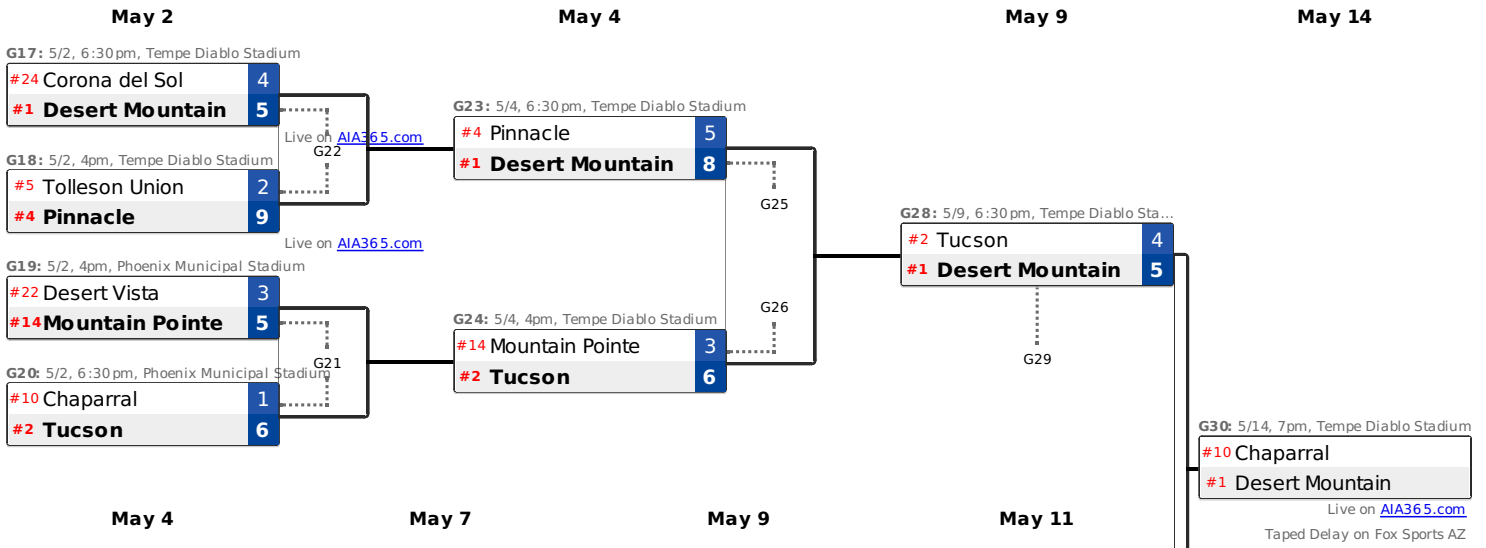 May 2
May 4
May 9
May 14
G17: 5/2, 6:30pm, Tempe Diablo Stadium
#24 Corona del Sol 4
#1 Desert Mountain 5
Live on AIA365.com
G22
G18: 5/2, 4pm, Tempe Diablo Stadium
#5 Tolleson Union 2
#4 Pinnacle 9
Live on AIA365.com
G19: 5/2, 4pm, Phoenix Municipal Stadium
#22 Desert Vista 3
#14 Mountain Pointe 5
G21
G20: 5/2, 6:30pm, Phoenix Municipal Stadium
#10 Chaparral 1
#2 Tucson 6
G23: 5/4, 6:30pm, Tempe Diablo Stadium
#4 Pinnacle 5
#1 Desert Mountain 8
G25
G26
G24: 5/4, 4pm, Tempe Diablo Stadium
#14 Mountain Pointe 3
#2 Tucson 6
G28: 5/9, 6:30pm, Tempe Diablo Sta...
#2 Tucson 4
#1 Desert Mountain 5
G29
G30: 5/14, 7pm, Tempe Diablo Stadium
#10 Chaparral
#1 Desert Mountain
Live on AIA365.com
Taped Delay on Fox Sports AZ
May 4
May 7
May 9
May 11